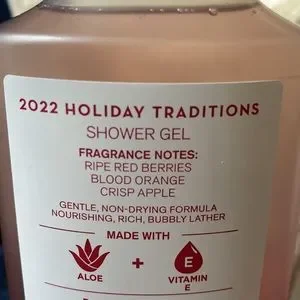 2022 HOLIDAY TRADITIONS
SHOWER GEL
FRAGRANCE NOTES:
RIPE RED BERRIES
BLOOD ORANGE
CRISP APPLE
GENTLE, NON-DRYING FORMULA
NOURISHING, RICH, BUBBLY LATHER
MADE WITH
ALOE
+
E
VITAMIN
E